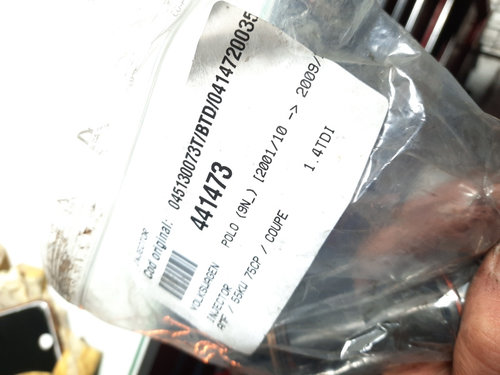 INJECTOR
Cod original: 045130073T/BTD/0414720035
441473
VOLKSWAGEN POLO (9N_) [2001/10 -> 2009/
INJECTOR 1.4TDI
AMF / 55KW 75CP / COUPE